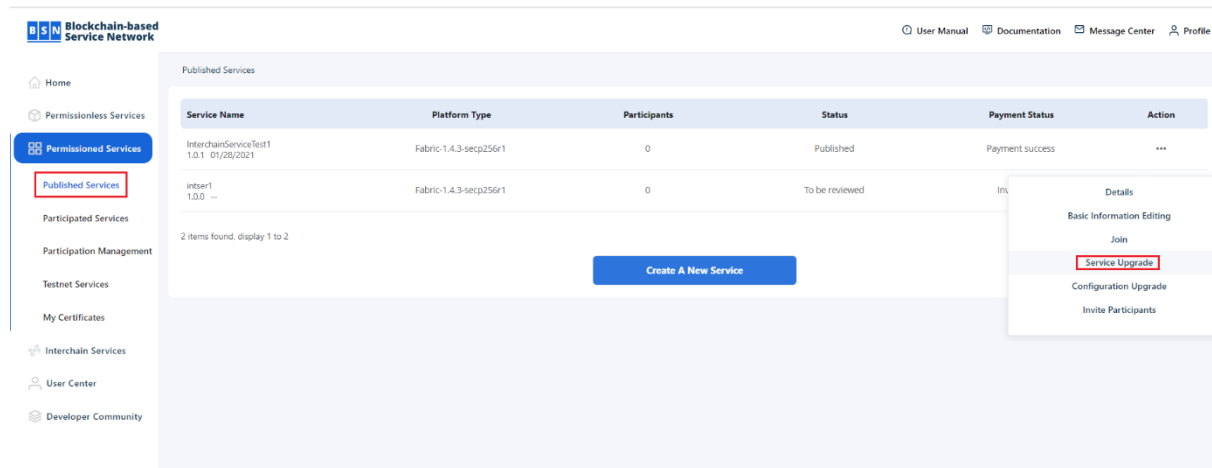 BSN Blockchain-based
Service Network
User Manual Documentation Message Center Profile
Home
Permissionless Services
Permissioned Services
Published Services
Participated Services
Participation Management
Testnet Services
My Certificates
Interchain Services
User Center
Developer Community
Published Services
Service Name Platform Type Participants Status Payment Status Action
InterchainServiceTest1
1.0.1 01/28/2021 Fabric-1.4.3-secp256r1 0 Published Payment success •••
intser1
1.0.0 -- Fabric-1.4.3-secp256r1 0 To be reviewed
2 items found, display 1 to 2
Create A New Service
Details
Basic Information Editing
Join
Service Upgrade
Configuration Upgrade
Invite Participants